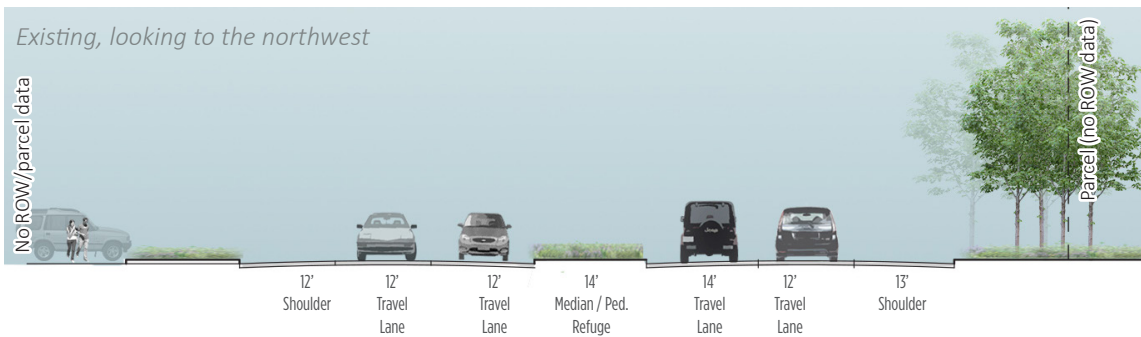 Existing, looking to the northwest
No ROW/parcel data
Parcel (no ROW data)
12'
Shoulder
12'
Travel
Lane
12'
Travel
Lane
14'
Median / Ped.
Refuge
14'
Travel
Lane
12'
Travel
Lane
13'
Shoulder
Jeep